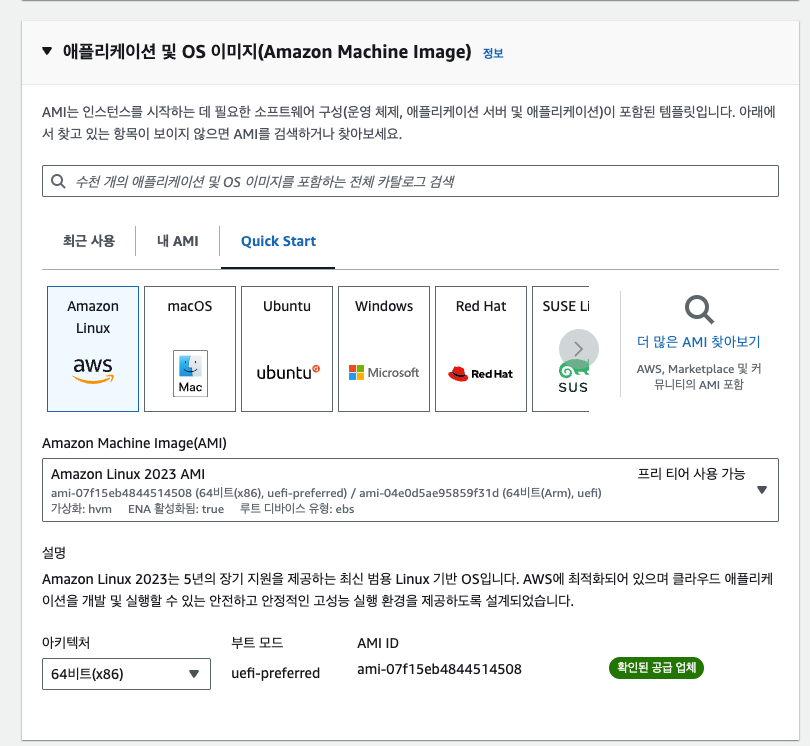 애플리케이션 및 OS 이미지(Amazon Machine Image) 정보
AMI는 인스턴스를 시작하는 데 필요한 소프트웨어 구성(운영 체제, 애플리케이션 서버 및 애플리케이션)이 포함된 템플릿입니다. 아래에
서 찾고 있는 항목이 보이지 않으면 AMI를 검색하거나 찾아보세요.
수천 개의 애플리케이션 및 OS 이미지를 포함하는 전체 카탈로그 검색
최근 사용 내 AMI Quick Start
Amazon
Linux
aws
macOS
Mac
Ubuntu
ubuntu
Windows
Microsoft
Red Hat
Red Hat
SUSE Li
SUS
더 많은 AMI 찾아보기
AWS, Marketplace 및 커
뮤니티의 AMI 포함
Amazon Machine Image(AMI)
Amazon Linux 2023 AMI 프리 티어 사용 가능
ami-07f15eb4844514508 (64비트(x86), uefi-preferred) / ami-04e0d5ae95859f31d (64비트(Arm), uefi)
가상화: hvm ENA 활성화됨: true 루트 디바이스 유형: ebs
설명
Amazon Linux 2023는 5년의 장기 지원을 제공하는 최신 범용 Linux 기반 OS입니다. AWS에 최적화되어 있으며 클라우드 애플리케
이션을 개발 및 실행할 수 있는 안전하고 안정적인 고성능 실행 환경을 제공하도록 설계되었습니다.
아키텍처 부트 모드 AMI ID
64비트(x86) uefi-preferred ami-07f15eb4844514508 확인된 공급 업체